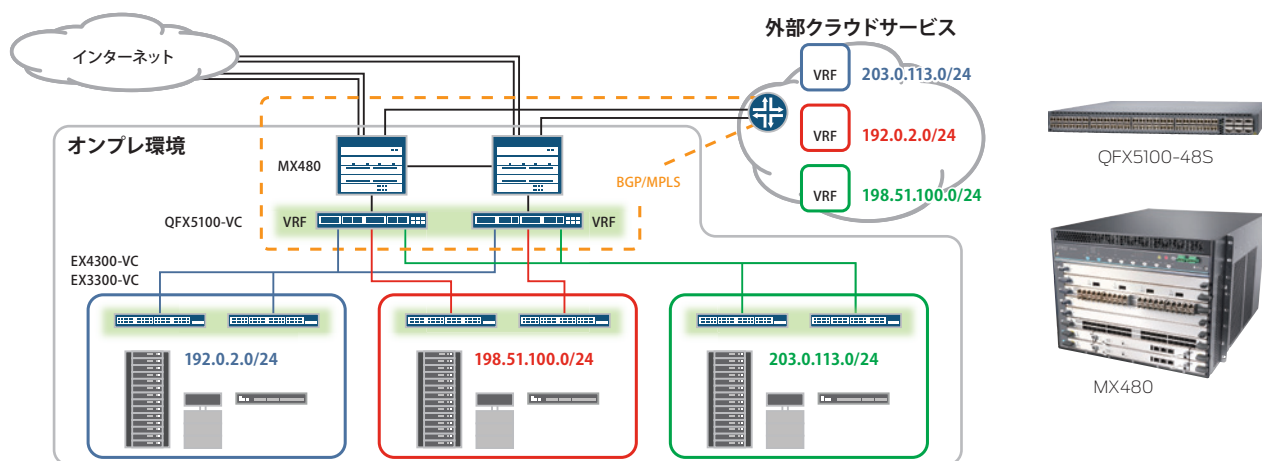 インターネット
外部クラウドサービス
VRF 203.0.113.0/24
VRF 192.0.2.0/24
VRF 198.51.100.0/24
オンプレ環境
MX480
BGP/MPLS
QFX5100-VC
VRF
VRF
EX4300-VC
EX3300-VC
192.0.2.0/24
198.51.100.0/24
203.0.113.0/24
QFX5100-48S
MX480